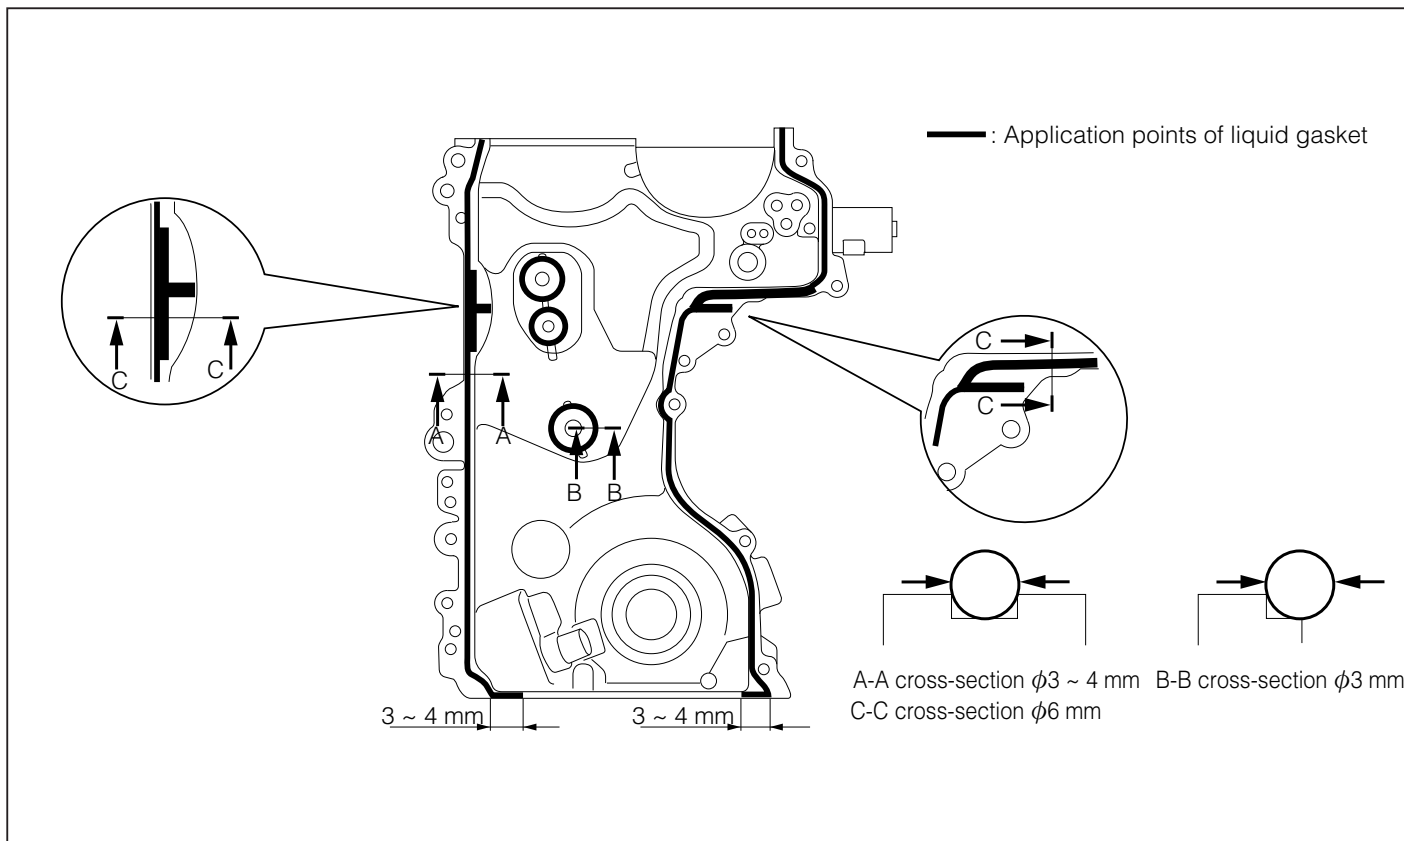 : Application points of liquid gasket
C
C
C
C
A
A
B
B
A-A cross-section ϕ3 ~ 4 mm
B-B cross-section ϕ3 mm
C-C cross-section ϕ6 mm
3 ~ 4 mm
3 ~ 4 mm